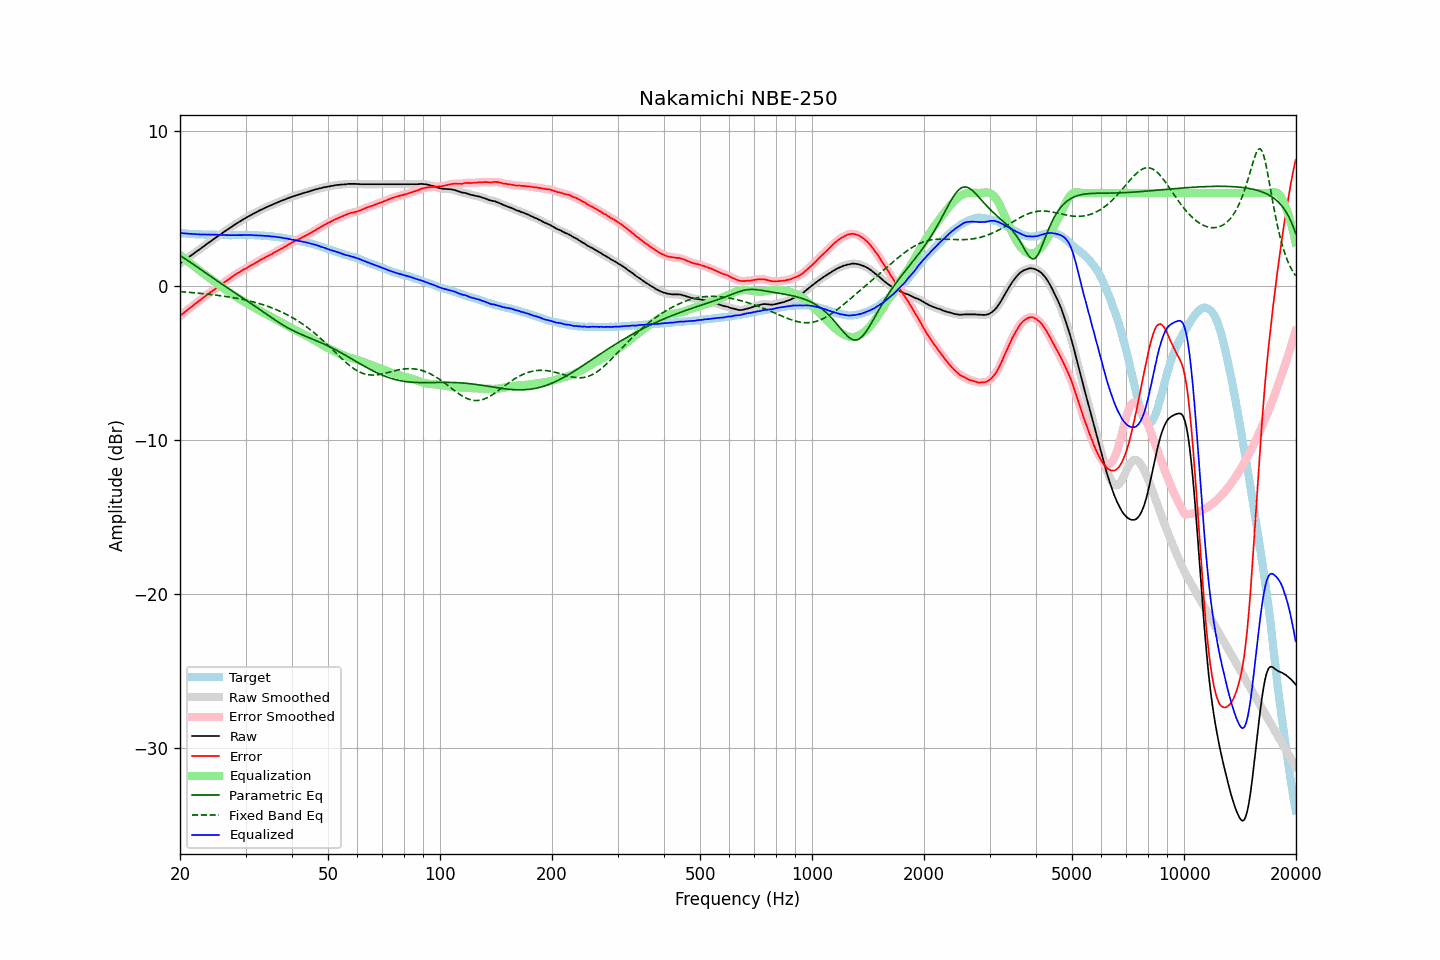 Nakamichi NBE-250
10
0
−10
−20
−30
Amplitude (dBr)
Target
Raw Smoothed
Error Smoothed
Raw
Error
Equalization
Parametric Eq
Fixed Band Eq
Equalized
20 50 100 200 500 1000 2000 5000 10000 20000
Frequency (Hz)